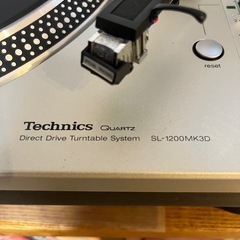 reset
Technics QUARTZ
Direct Drive Turntable System SL-1200MK3D